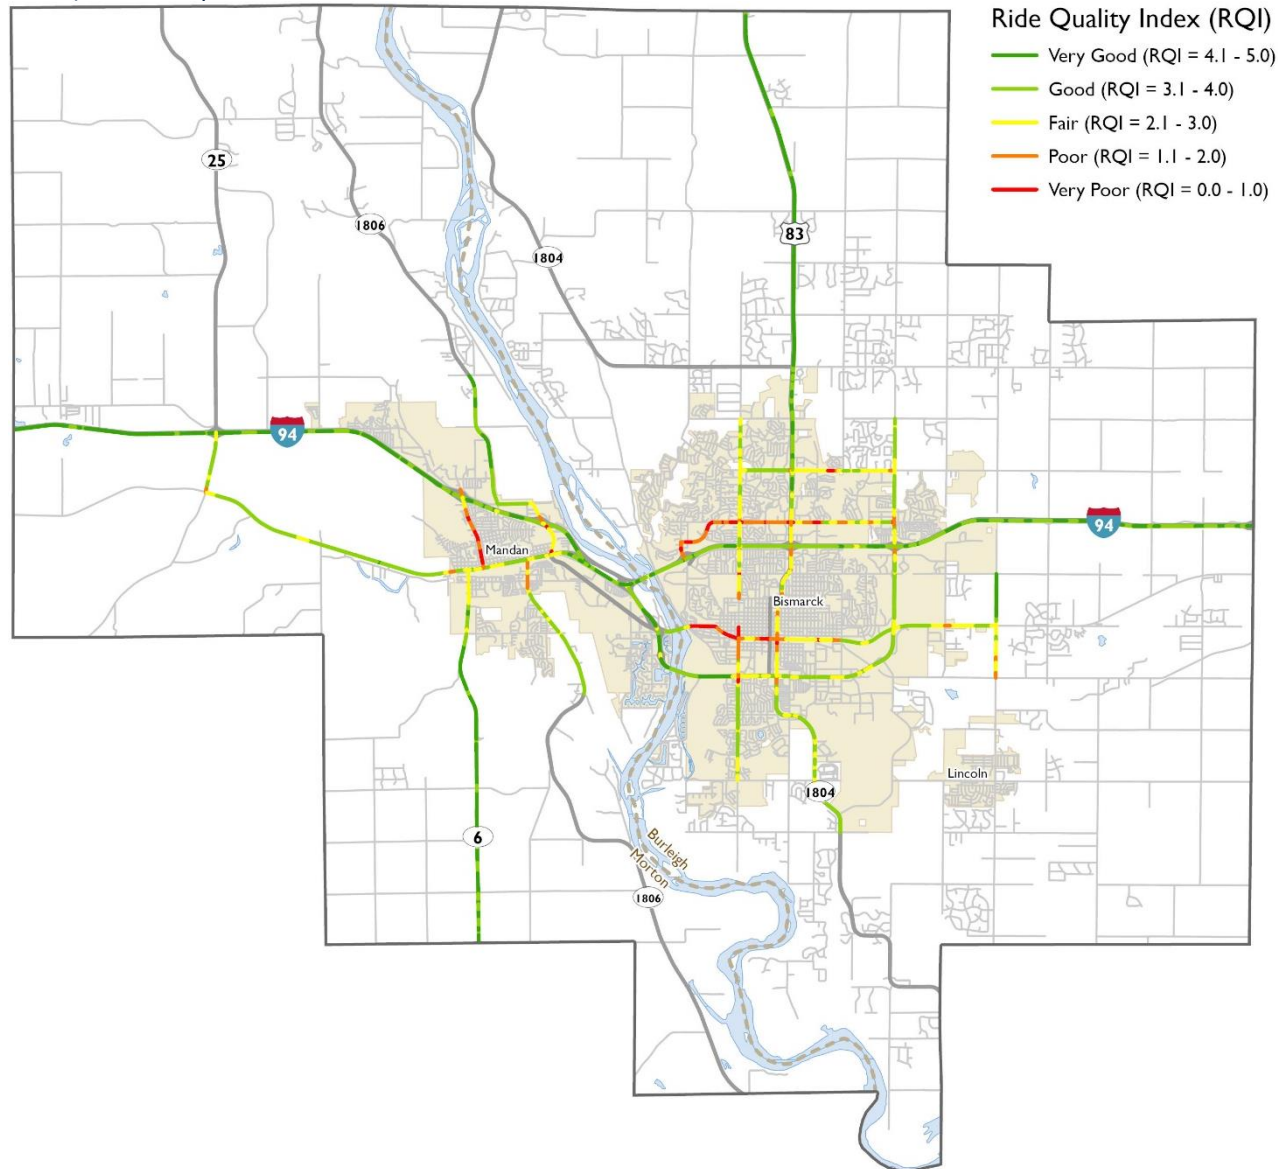 Ride Quality Index (RQI)
Very Good (RQI = 4.1 - 5.0)
Good (RQI = 3.1 - 4.0)
Fair (RQI = 2.1 - 3.0)
Poor (RQI = 1.1 - 2.0)
Very Poor (RQI = 0.0 - 1.0)
25
1806
83
1804
94
94
Mandan
Bismarck
Lincoln
1804
6
Burleigh
Morton
1806